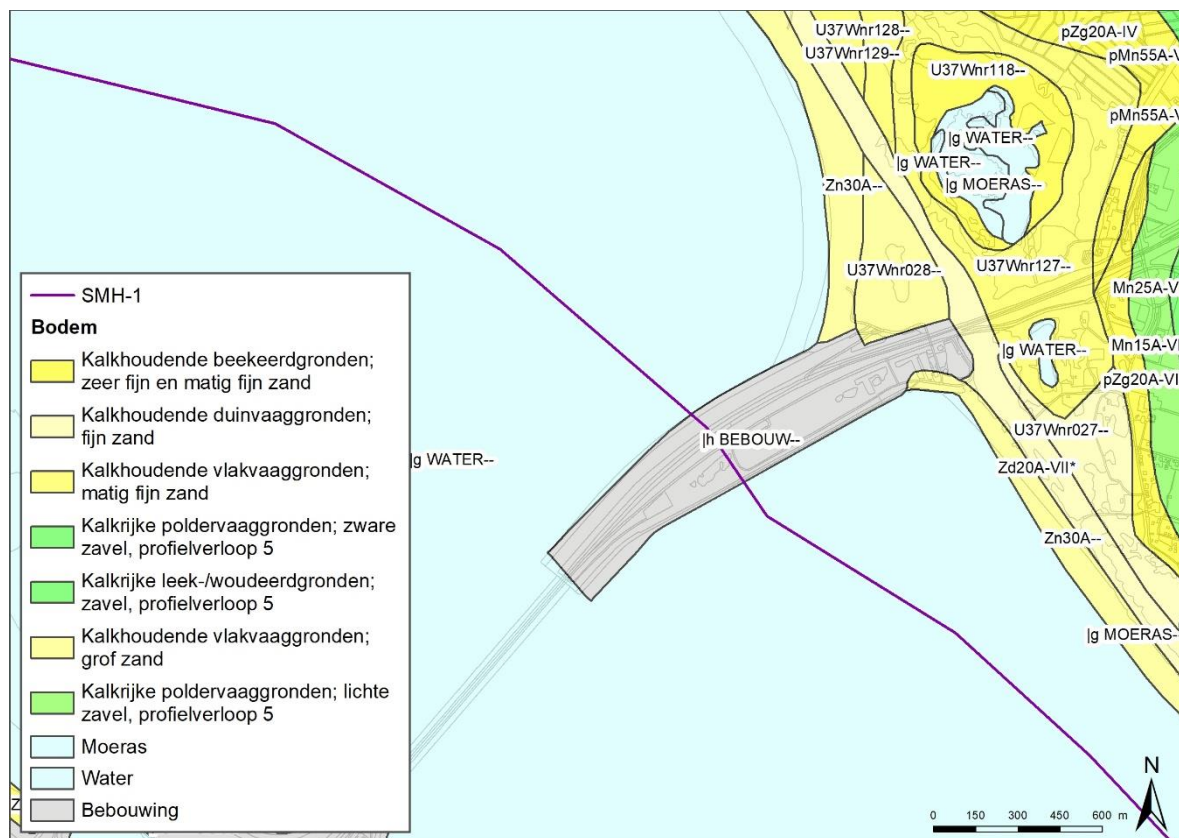 U37Wnr128--
U37Wnr129--
pZg20A-IV
pMn55A-V
U37Wnr118--
pMn55A-V
|g WATER--
|g WATER--
|g MOERAS--
Zn30A--
U37Wnr028--
U37Wnr127--
Mn25A-V
|g WATER--
Mn15A-VI
pZg20A-VI
U37Wnr027--
|h BEBOUW--
|g WATER--
Zd20A-VII*
Zn30A--
|g MOERAS--
SMH-1
Bodem
Kalkhoudende beekeerdgronden;
zeer fijn en matig fijn zand
Kalkhoudende duinvaaggronden;
fijn zand
Kalkhoudende vlakvaaggronden;
matig fijn zand
Kalkrijke poldervaaggronden; zware
zavel, profielverloop 5
Kalkrijke leek-/woudeerdgronden;
zavel, profielverloop 5
Kalkhoudende vlakvaaggronden;
grof zand
Kalkrijke poldervaaggronden; lichte
zavel, profielverloop 5
Moeras
Water
Bebouwing
Z
N
0 150 300 450 600 m